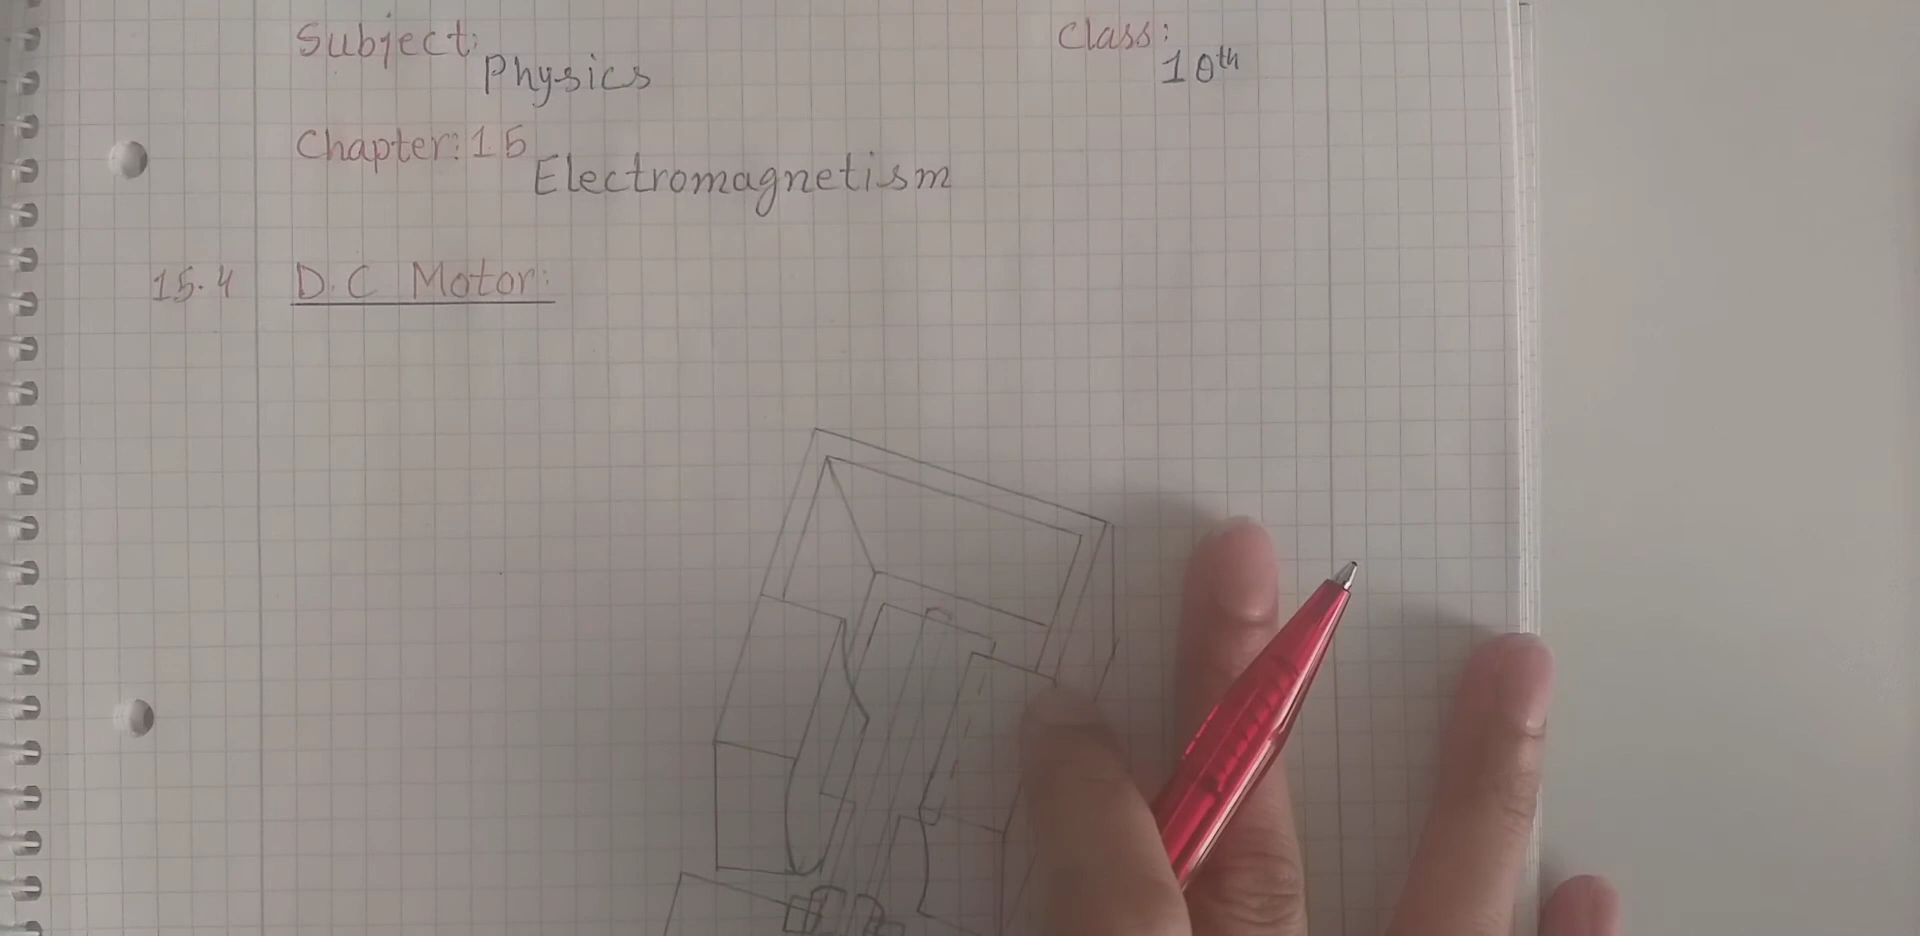 Subject: Physics
Class: 10th
Chapter: 15 Electromagnetism
15.4 D.C Motor: